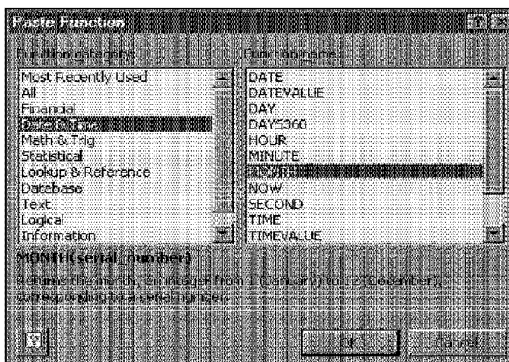 Paste Function
Function category:
Function name:
Most Recently Used
All
Financial
Date & Time
Math & Trig
Statistical
Lookup & Reference
Database
Text
Logical
Information
DATE
DATEVALUE
DAY
DAYS360
HOUR
MINUTE
MONTH
NOW
SECOND
TIME
TIMEVALUE
MONTH(serial_number)
Returns the month, an integer from 1 (January) to 12 (December),
corresponding to a serial number.
OK
Cancel